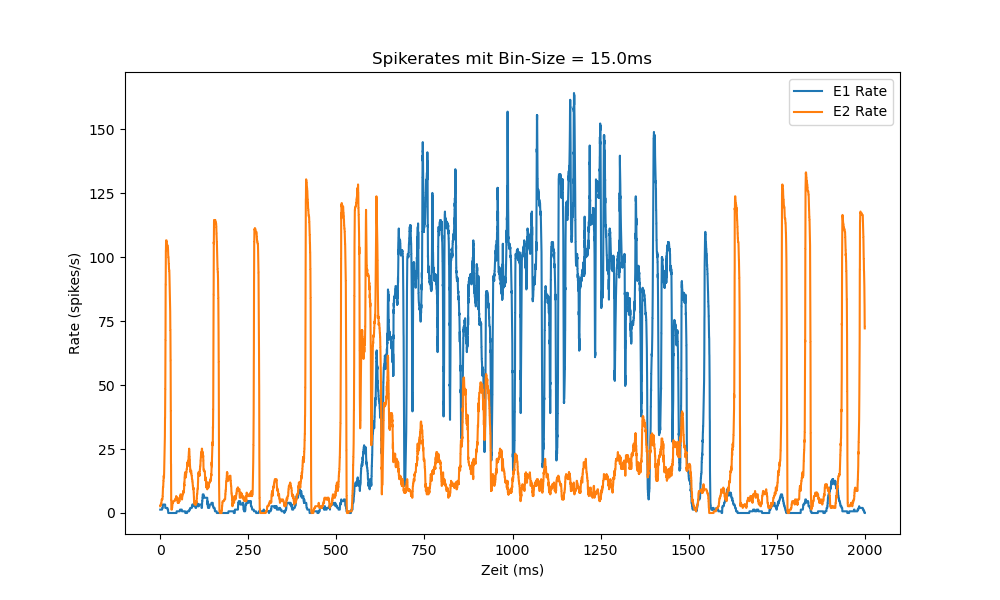 Spikerates mit Bin-Size = 15.0ms
E1 Rate
E2 Rate
Rate (spikes/s)
150
125
100
75
50
25
0
0 250 500 750 1000 1250 1500 1750 2000
Zeit (ms)